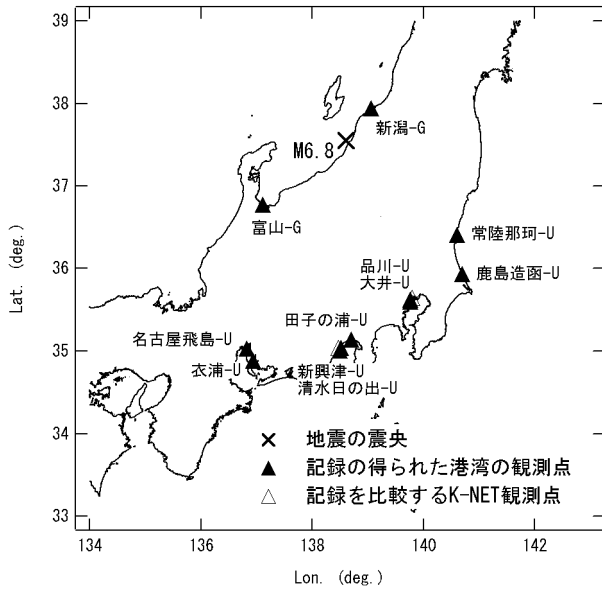 39
38
37
36
35
34
33
Lat. (deg.)
新潟-G
M6.8
富山-G
常陸那珂-U
品川-U
大井-U
鹿島造函-U
田子の浦-U
名古屋飛島-U
衣浦-U
新興津-U
清水日の出-U
地震の震央
記録の得られた港湾の観測点
記録を比較するK-NET観測点
134
136
138
140
142
Lon. (deg.)